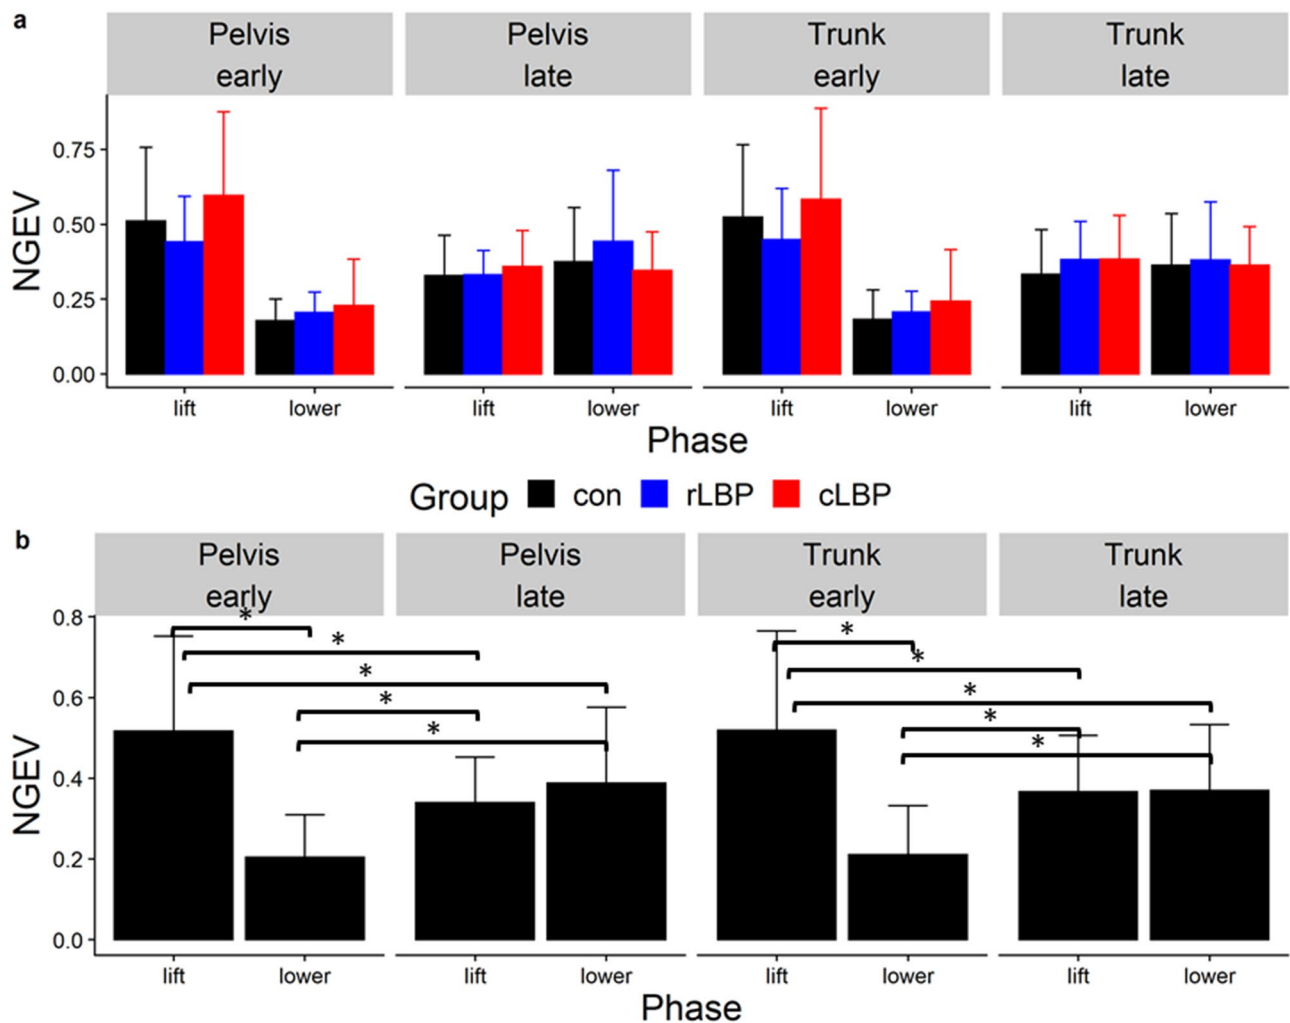 a
Pelvis Pelvis Trunk Trunk
early late early late
NGEV
0.75
0.50
0.25
0.00
lift lower lift lower lift lower lift lower
Phase
Group con rLBP cLBP
b
Pelvis Pelvis Trunk Trunk
early late early late
NGEV
0.8
0.6
0.4
0.2
0.0
* * * * * * * * * *
lift lower lift lower lift lower lift lower
Phase